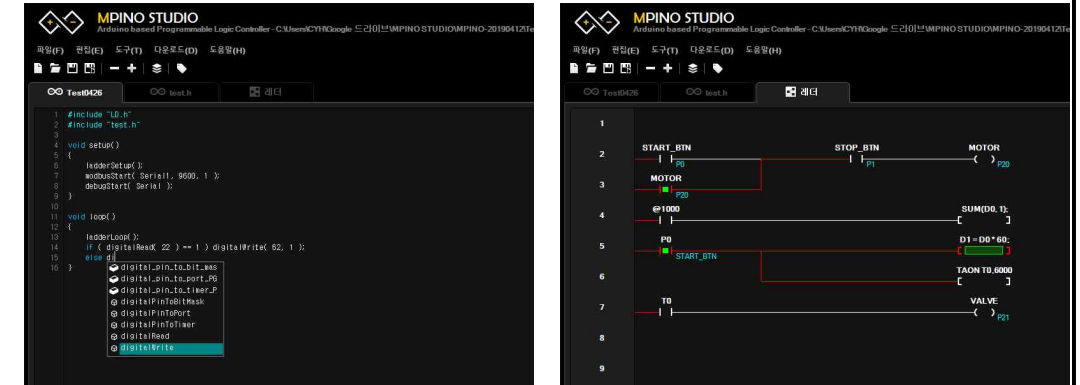 MPINO STUDIO
Arduino based Programmable Logic Controller - C:\Users\CYH\Google 드라이브\MPINO STUDIO\MPINO-20190412\Te
파일(F) 편집(E) 도구(T) 다운로드(D) 도움말(H)
Test0426 test.h 레더
1 #include "LD.h"
2 #include "test.h"
3
4 void setup()
5 {
6 ladderSetup();
7 modbusStart( Serial1, 9600, 1 );
8 debugStart( Serial );
9 }
10
11 void loop()
12 {
13 ladderLoop();
14 if ( digitalRead( 22 ) == 1 ) digitalWrite( 62, 1 );
15 else di
16 }
digital_pin_to_bit_mas
digital_pin_to_port_PG
digital_pin_to_timer_P
digitalPinToBitMask
digitalPinToPort
digitalPinToTimer
digitalRead
digitalWrite
MPINO STUDIO
Arduino based Programmable Logic Controller - C:\Users\CYH\Google 드라이브\MPINO STUDIO\MPINO-20190412\Te
파일(F) 편집(E) 도구(T) 다운로드(D) 도움말(H)
Test0426 test.h 레더
1
START_BTN STOP_BTN MOTOR
2 P0 P1 P20
MOTOR
3 P20
@1000 SUM(D0, 1);
4
P0 D1=D0*60;
5 START_BTN
TAON T0,6000
6
T0 VALVE
7 P21
8
9